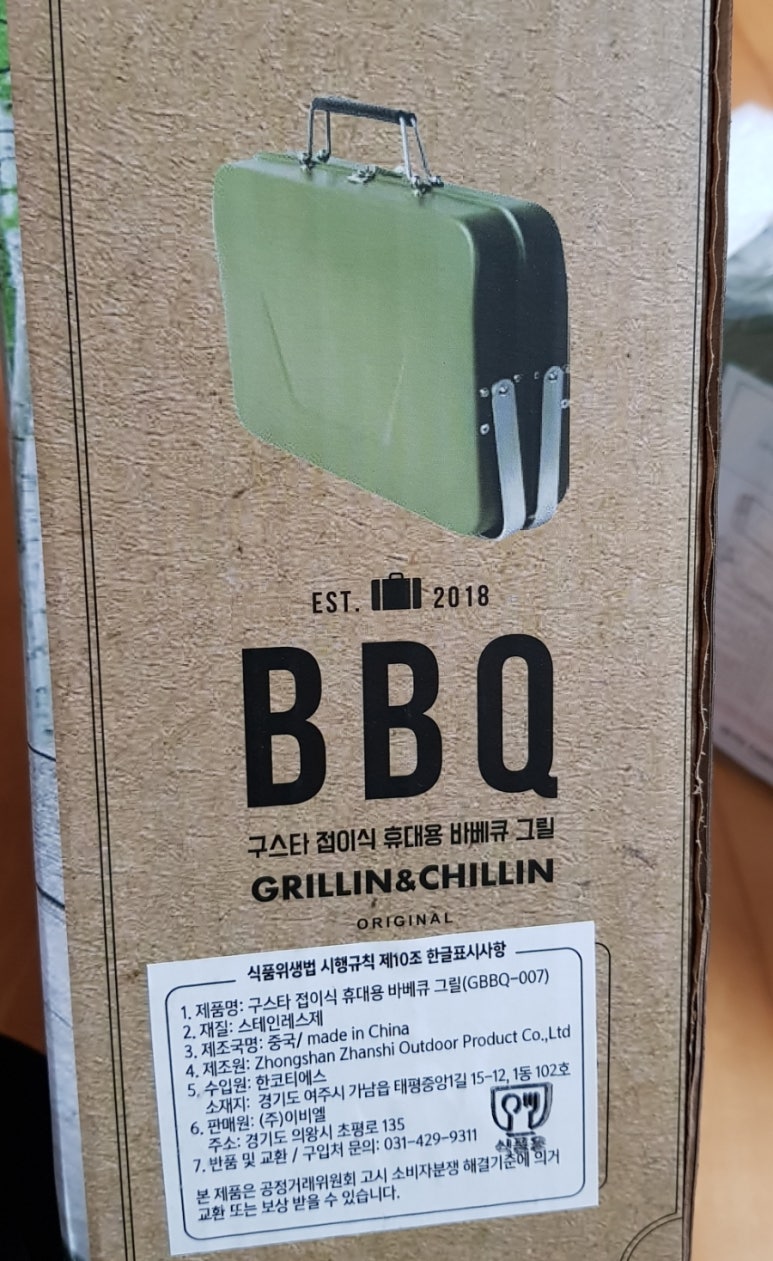 EST. 2018
BBQ
구스타 접이식 휴대용 바베큐 그릴
GRILLIN&CHILLIN
ORIGINAL
식품위생법 시행규칙 제10조 한글표시사항
1. 제품명: 구스타 접이식 휴대용 바베큐 그릴(GBBQ-007)
2. 재질: 스테인레스제
3. 제조국명: 중국/ made in China
4. 제조원: Zhongshan Zhanshi Outdoor Product Co.,Ltd
5. 수입원: 한코티에스
소재지: 경기도 여주시 가남읍 태평중앙1길 15-12, 1동 102호
6. 판매원: (주)이비엘
주소: 경기도 의왕시 초평로 135
7. 반품 및 교환 / 구입처 문의: 031-429-9311
식품용
본 제품은 공정거래위원회 고시 소비자분쟁 해결기준에 의거
교환 또는 보상 받을 수 있습니다.